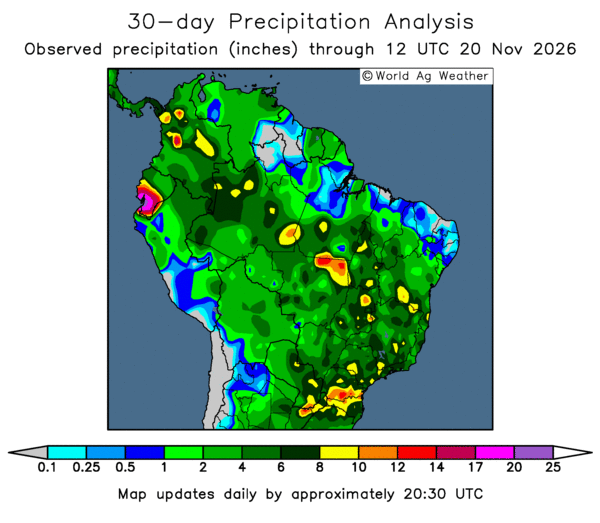 30-day Precipitation Analysis
Observed precipitation (inches) through 12 UTC 20 Nov 2026
© World Ag Weather
0.1 0.25 0.5 1 2 4 6 8 10 12 14 17 20 25
Map updates daily by approximately 20:30 UTC